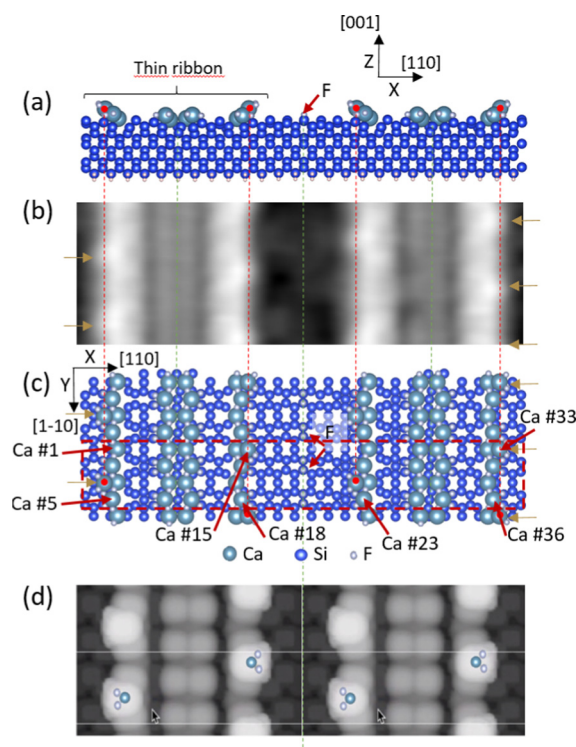 [001]
Thin ribbon
Z
[110]
F
X
(a)
(b)
(c)
X
[110]
Y
[1-10]
F
Ca #33
Ca #1
Ca #5
Ca #15
Ca #18
Ca #23
Ca #36
Ca
Si
F
(d)